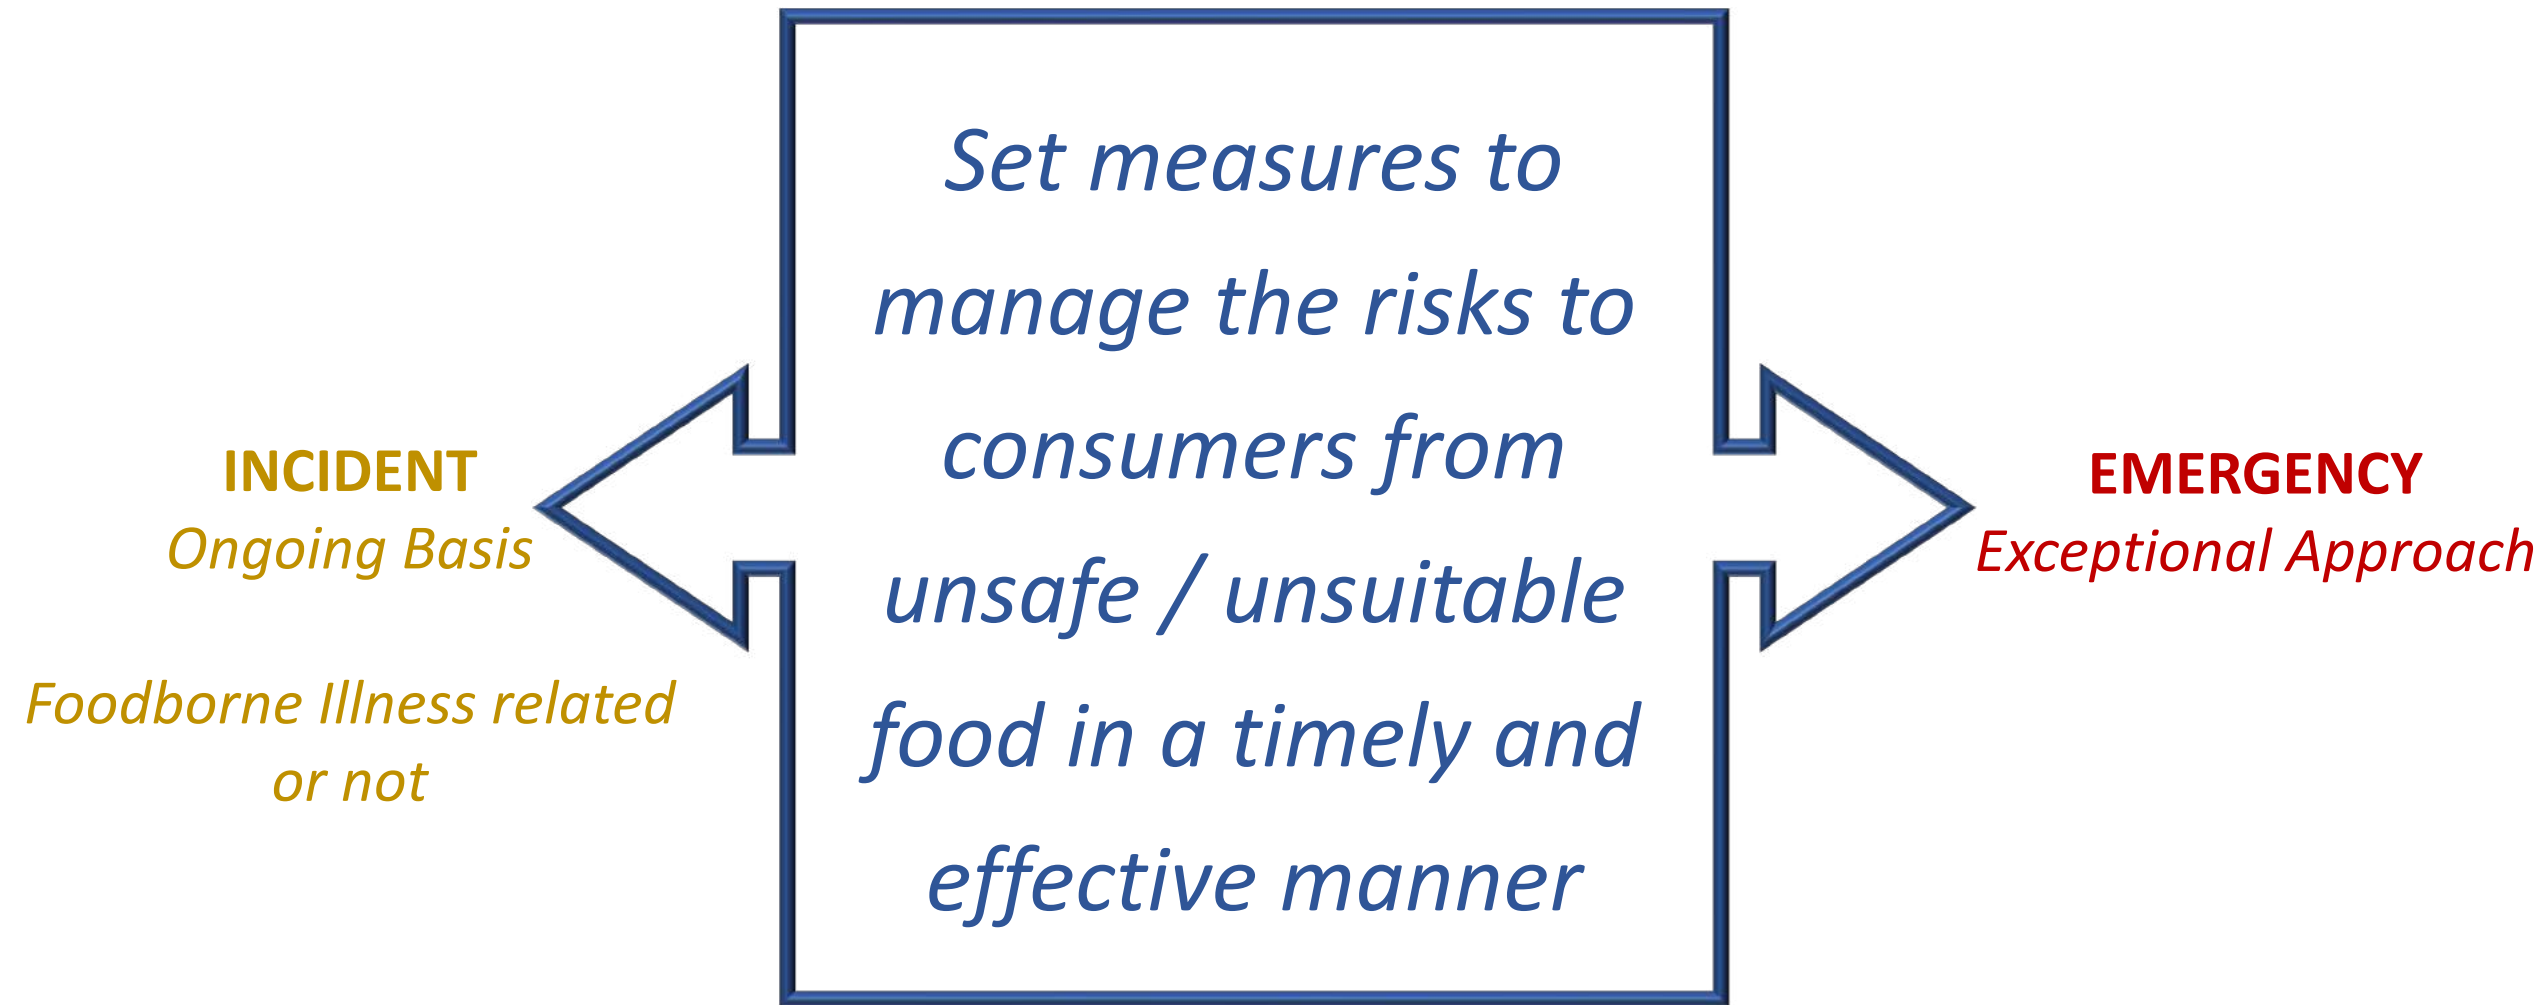 INCIDENT
Ongoing Basis
Foodborne Illness related
or not
Set measures to
manage the risks to
consumers from
unsafe / unsuitable
food in a timely and
effective manner
EMERGENCY
Exceptional Approach